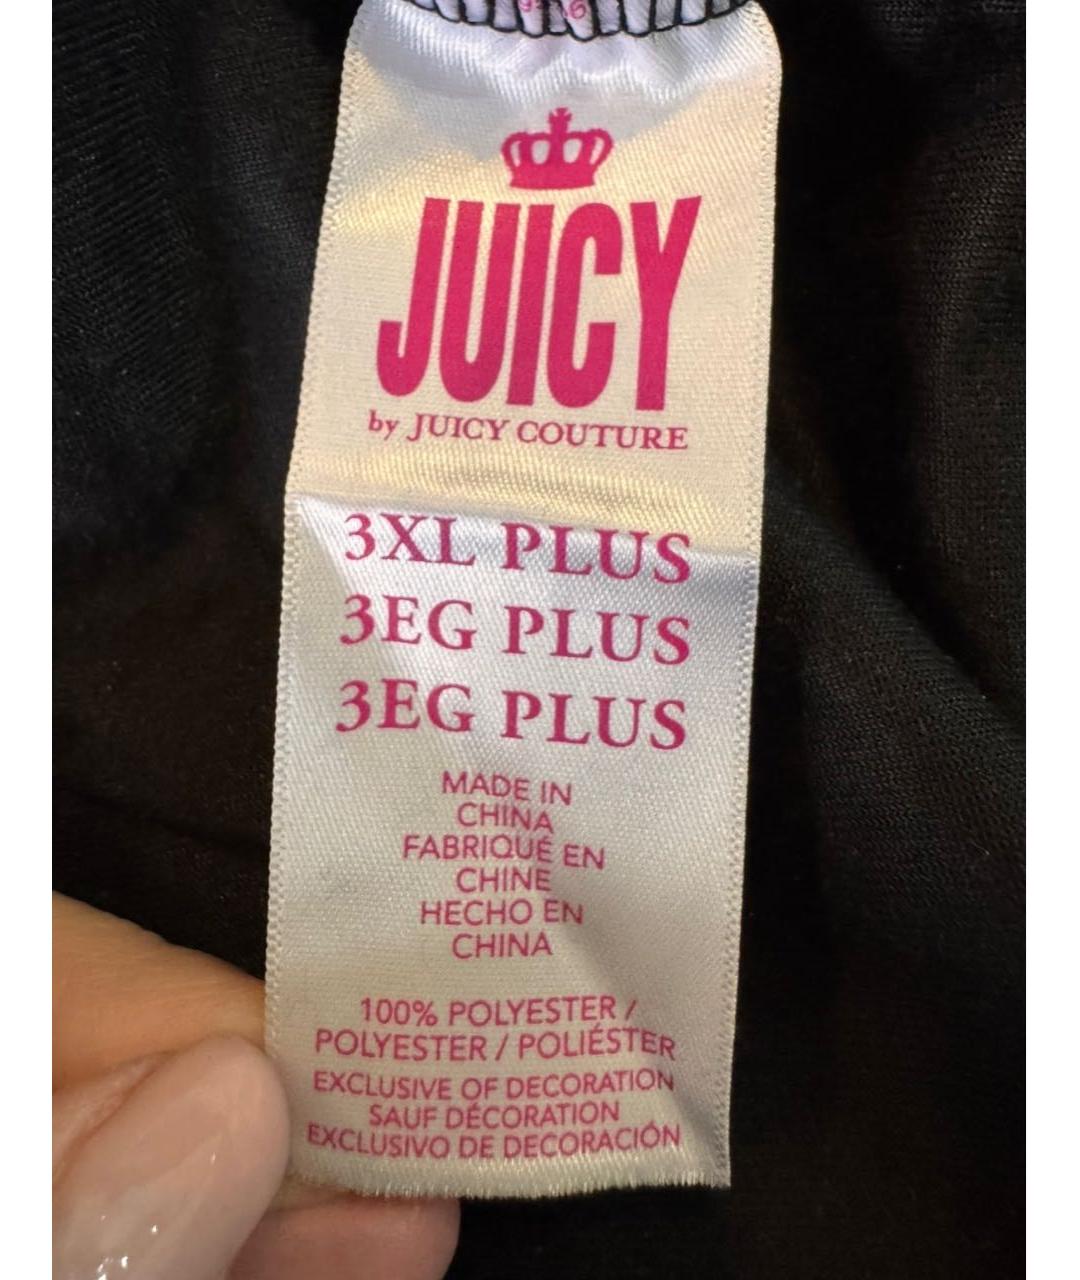 JUICY
by JUICY COUTURE
3XL PLUS
3EG PLUS
3EG PLUS
MADE IN
CHINA
FABRIQUÉ EN
CHINE
HECHO EN
CHINA
100% POLYESTER /
POLYESTER / POLIÉSTER
EXCLUSIVE OF DECORATION
SAUF DÉCORATION
EXCLUSIVO DE DECORACIÓN